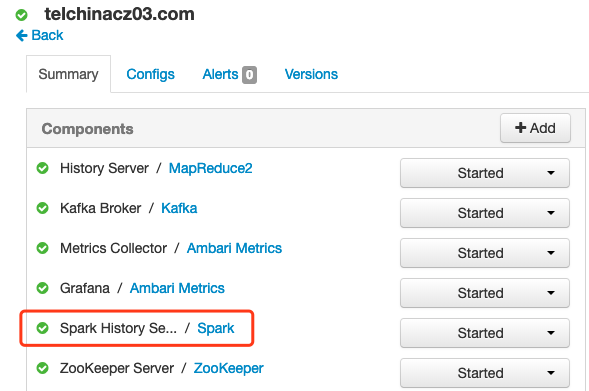 telchinacz03.com
Back
Summary Configs Alerts 0 Versions
Components Add
History Server / MapReduce2 Started
Kafka Broker / Kafka Started
Metrics Collector / Ambari Metrics Started
Grafana / Ambari Metrics Started
Spark History Se... / Spark Started
ZooKeeper Server / ZooKeeper Started